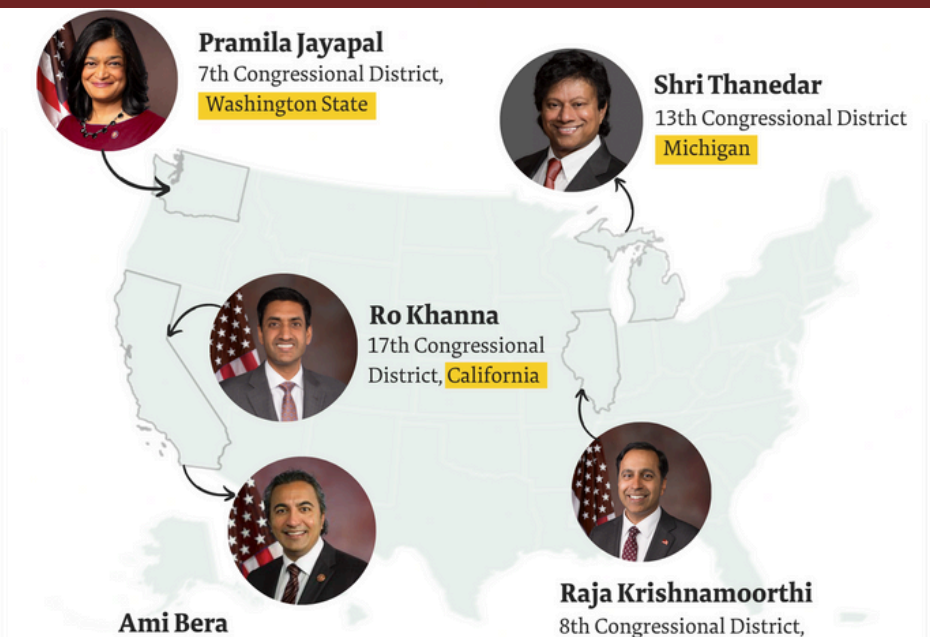 Pramila Jayapal
7th Congressional District,
Washington State
Shri Thanedar
13th Congressional District
Michigan
Ro Khanna
17th Congressional
District, California
Ami Bera
Raja Krishnamoorthi
8th Congressional District,